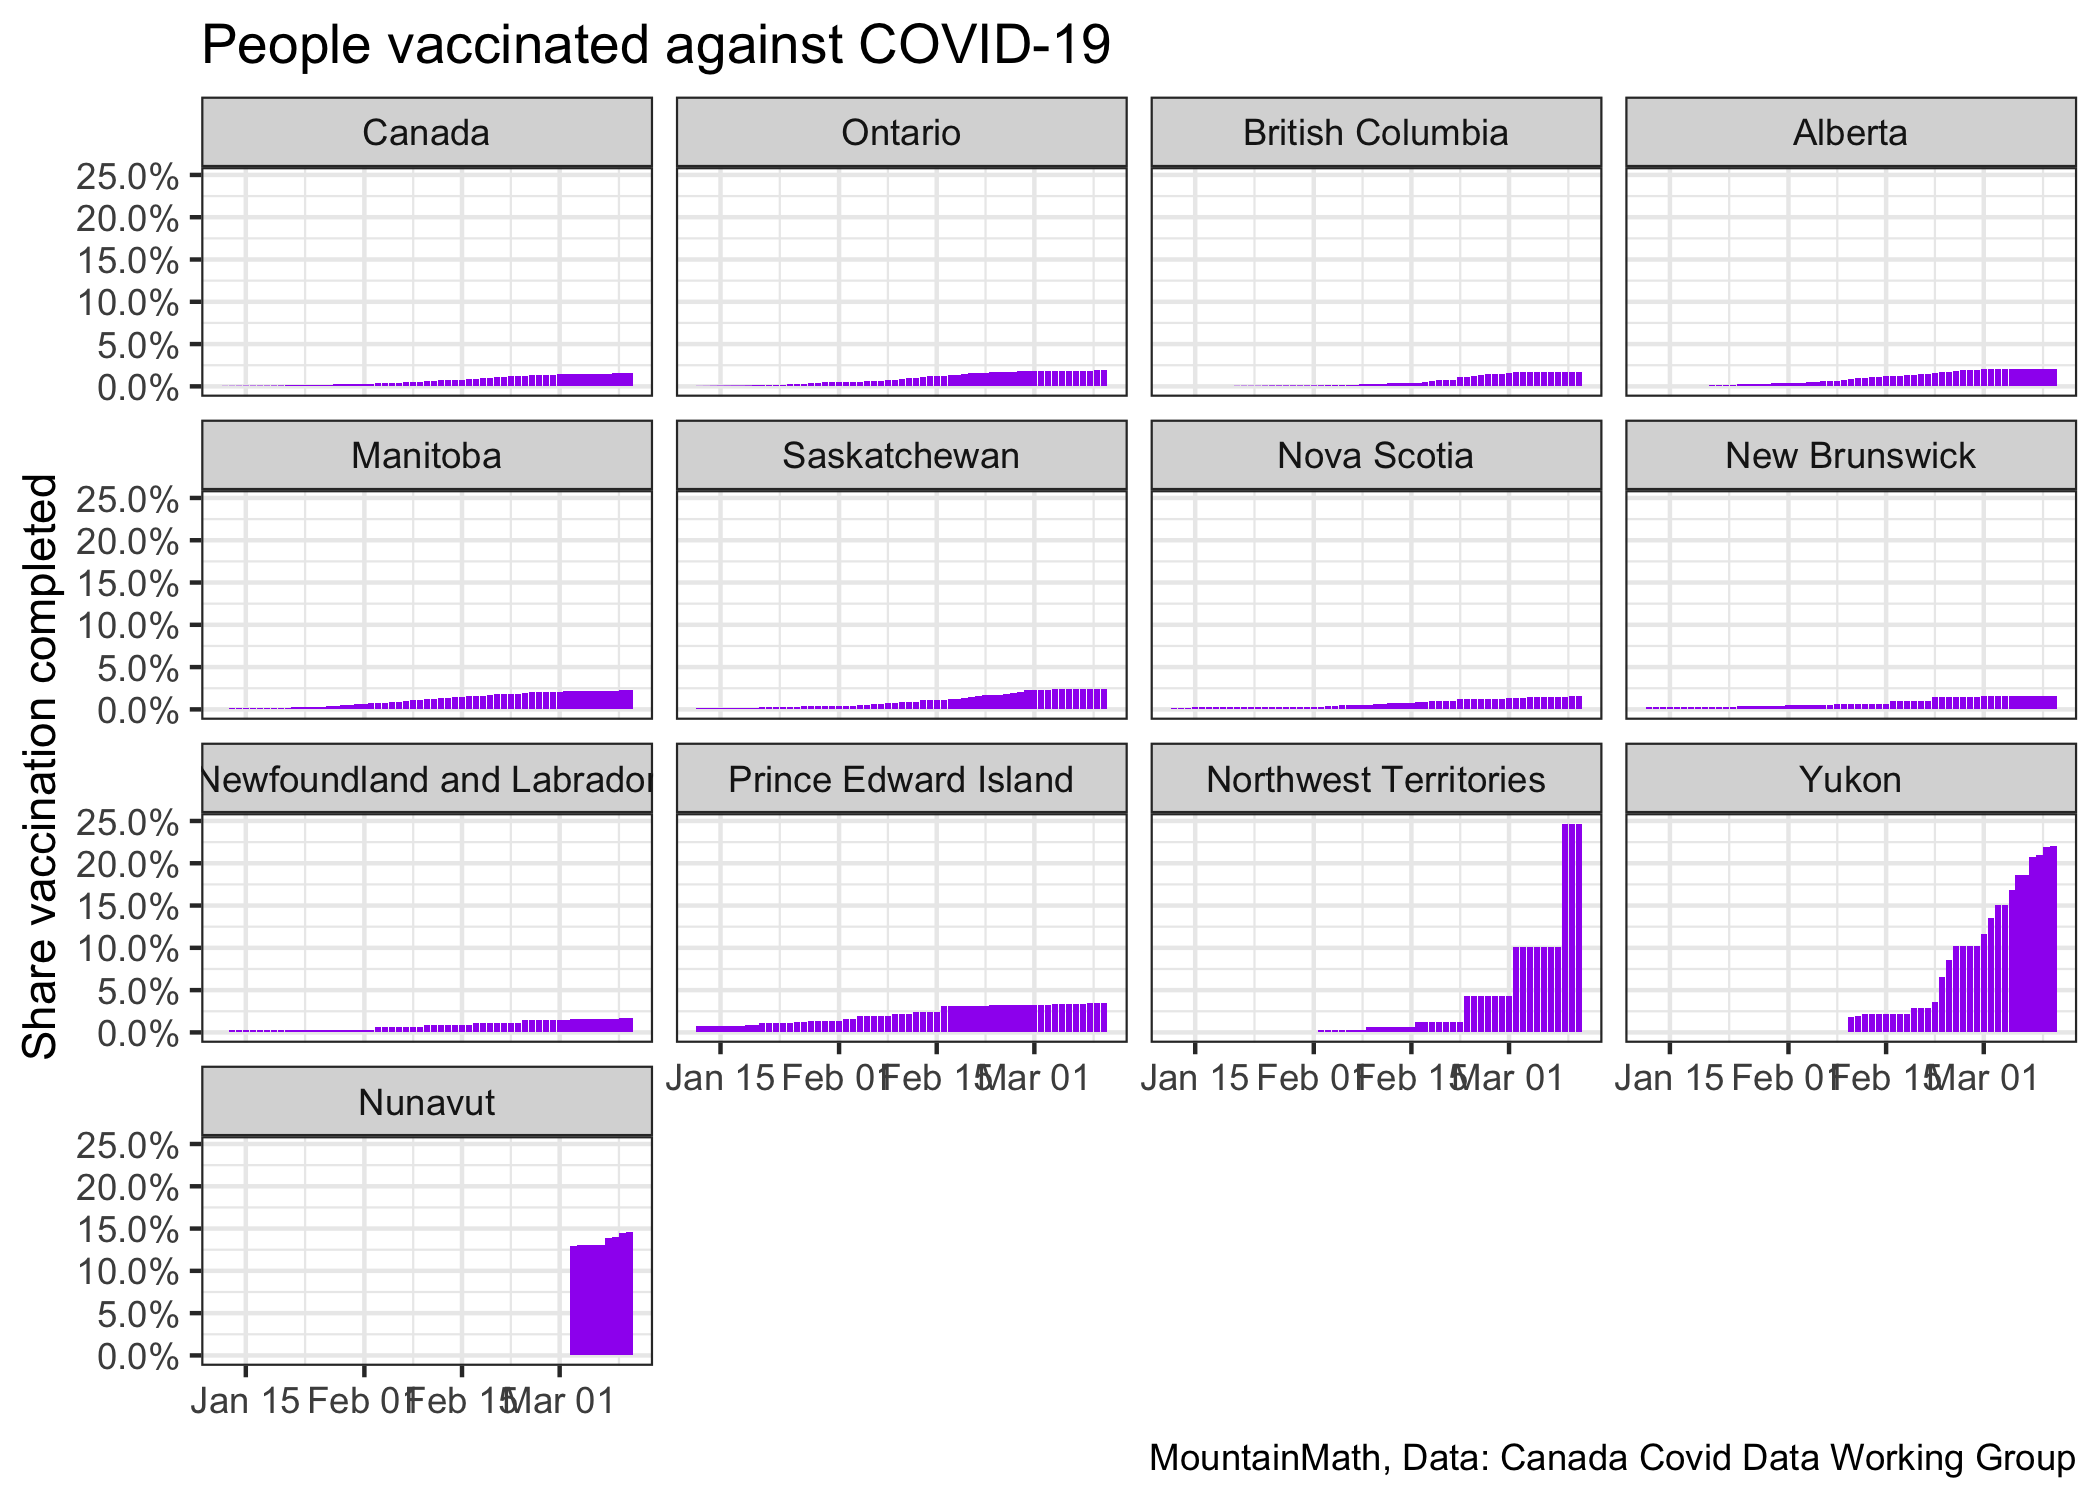 People vaccinated against COVID-19
Canada
Ontario
British Columbia
Alberta
25.0%
20.0%
15.0%
10.0%
5.0%
0.0%
Manitoba
Saskatchewan
Nova Scotia
New Brunswick
25.0%
20.0%
15.0%
10.0%
5.0%
0.0%
Share vaccination completed
Newfoundland and Labrador
Prince Edward Island
Northwest Territories
Yukon
25.0%
20.0%
15.0%
10.0%
5.0%
0.0%
Jan 15 Feb 01 Feb 15 Mar 01
Jan 15 Feb 01 Feb 15 Mar 01
Jan 15 Feb 01 Feb 15 Mar 01
Nunavut
25.0%
20.0%
15.0%
10.0%
5.0%
0.0%
Jan 15 Feb 01 Feb 15 Mar 01
MountainMath, Data: Canada Covid Data Working Group